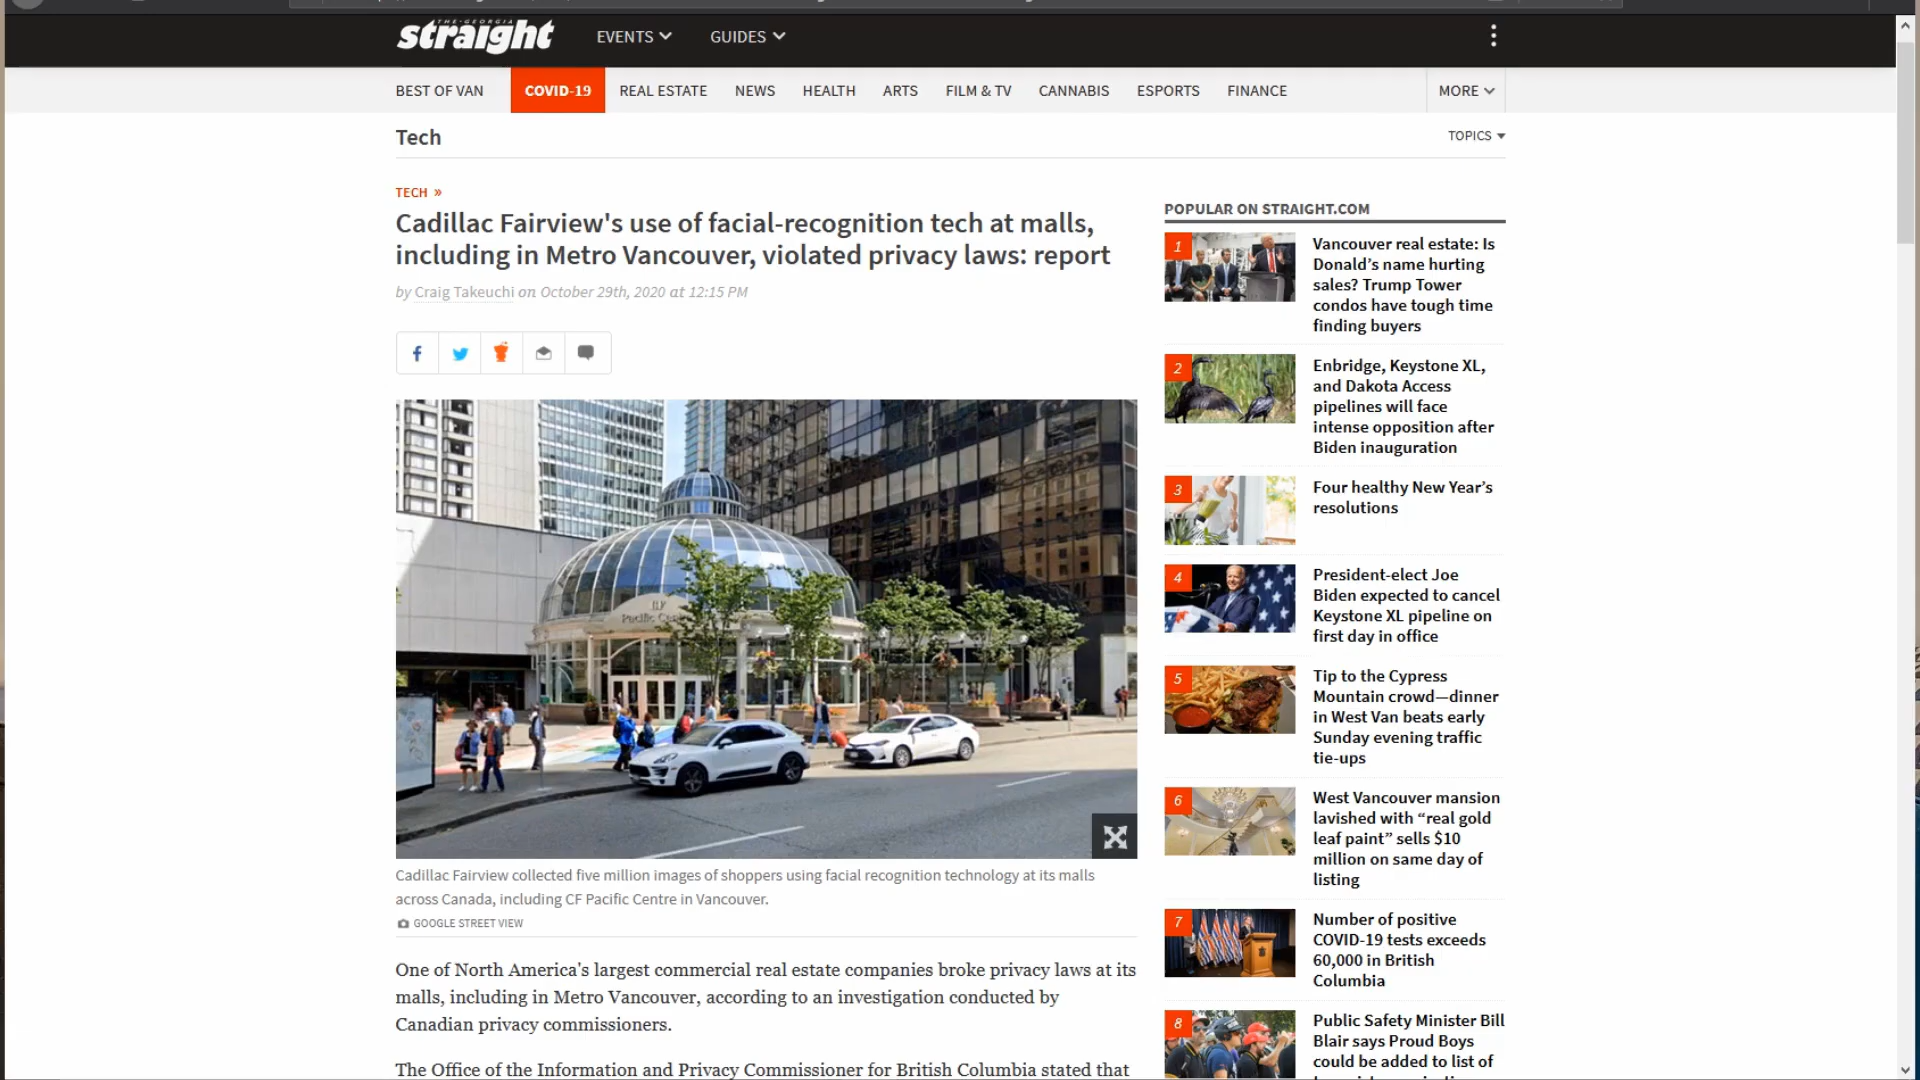 THE·GEORGIA
straight
EVENTS
GUIDES
BEST OF VAN
COVID-19
REAL ESTATE
NEWS
HEALTH
ARTS
FILM & TV
CANNABIS
ESPORTS
FINANCE
MORE
Tech
TOPICS
TECH »
Cadillac Fairview's use of facial-recognition tech at malls,
including in Metro Vancouver, violated privacy laws: report
by Craig Takeuchi on October 29th, 2020 at 12:15 PM
CF
Pacific
Cadillac Fairview collected five million images of shoppers using facial recognition technology at its malls
across Canada, including CF Pacific Centre in Vancouver.
GOOGLE STREET VIEW
One of North America's largest commercial real estate companies broke privacy laws at its
malls, including in Metro Vancouver, according to an investigation conducted by
Canadian privacy commissioners.
The Office of the Information and Privacy Commissioner for British Columbia stated that
POPULAR ON STRAIGHT.COM
1
Vancouver real estate: Is
Donald’s name hurting
sales? Trump Tower
condos have tough time
finding buyers
2
Enbridge, Keystone XL,
and Dakota Access
pipelines will face
intense opposition after
Biden inauguration
3
Four healthy New Year’s
resolutions
4
President-elect Joe
Biden expected to cancel
Keystone XL pipeline on
first day in office
5
Tip to the Cypress
Mountain crowd—dinner
in West Van beats early
Sunday evening traffic
tie-ups
6
West Vancouver mansion
lavished with “real gold
leaf paint” sells $10
million on same day of
listing
7
Number of positive
COVID-19 tests exceeds
60,000 in British
Columbia
8
Public Safety Minister Bill
Blair says Proud Boys
could be added to list of